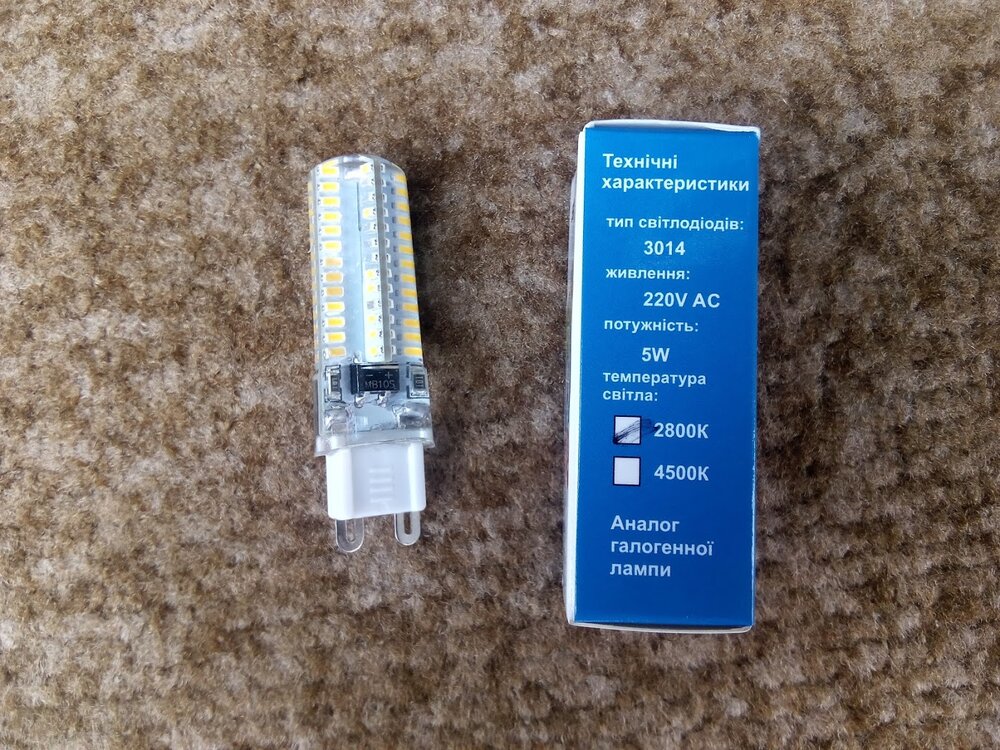 Технічні
характеристики
тип світлодіодів:
3014
живлення:
220V AC
потужність:
5W
температура
світла:
2800K
4500K
Аналог
галогенної
лампи
- +
MB10S